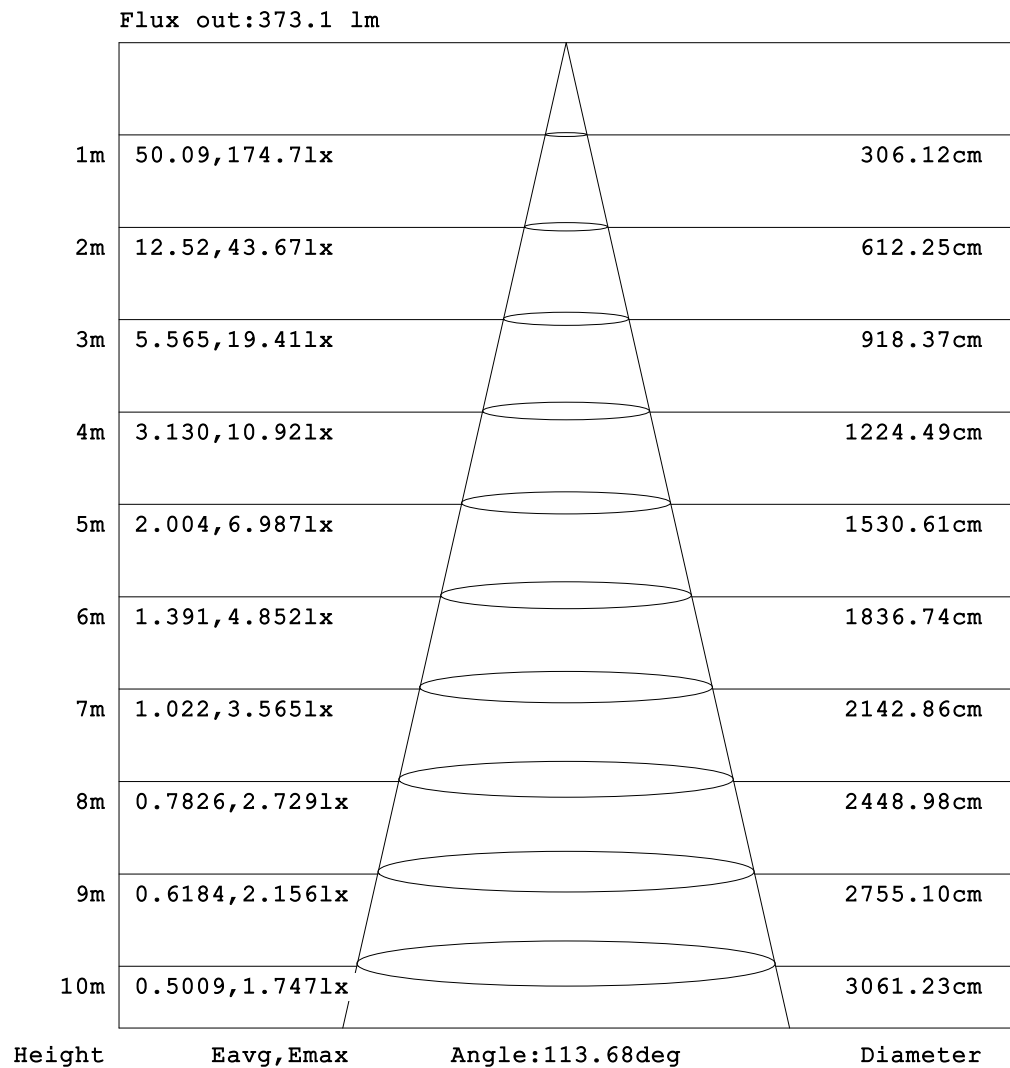 Flux out:373.1 lm
1m 50.09,174.7lx 306.12cm
2m 12.52,43.67lx 612.25cm
3m 5.565,19.41lx 918.37cm
4m 3.130,10.92lx 1224.49cm
5m 2.004,6.987lx 1530.61cm
6m 1.391,4.852lx 1836.74cm
7m 1.022,3.565lx 2142.86cm
8m 0.7826,2.729lx 2448.98cm
9m 0.6184,2.156lx 2755.10cm
10m 0.5009,1.747lx 3061.23cm
Height Eavg,Emax Angle:113.68deg Diameter